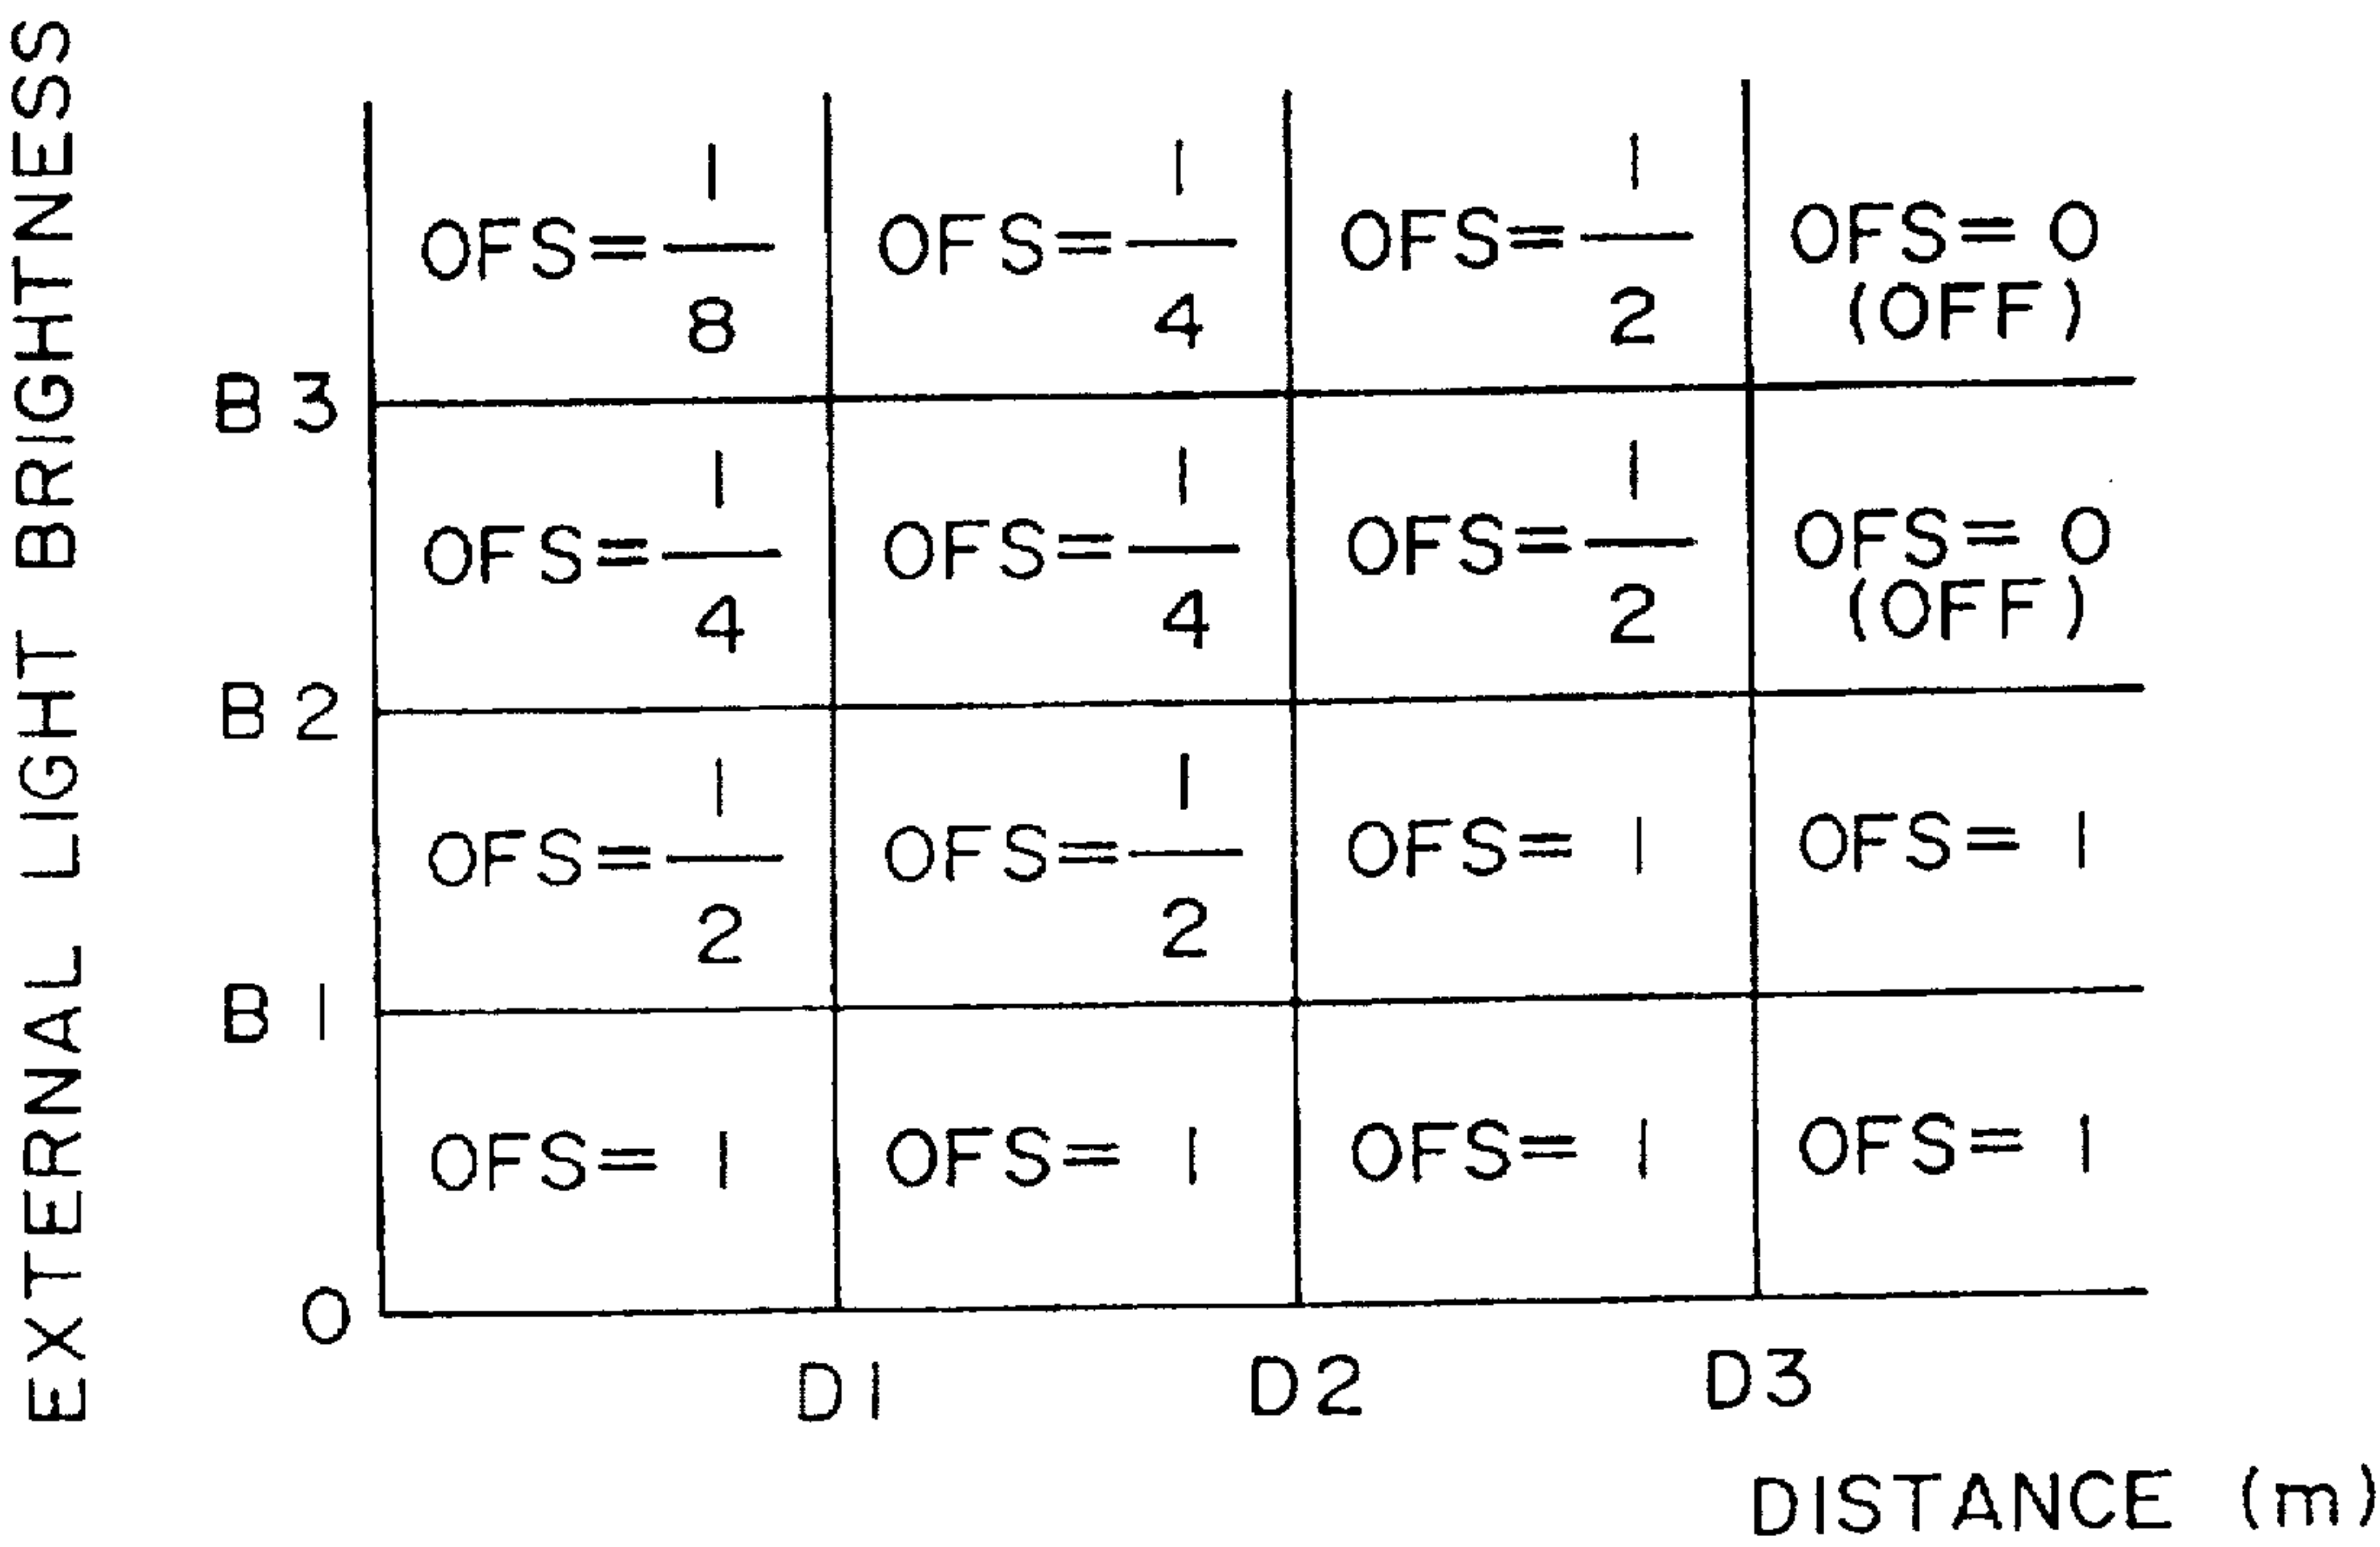 EXTERNAL LIGHT BRIGHTNESS
OFS= 1/8 OFS= 1/4 OFS= 1/2 OFS= 0
(OFF)
B3
OFS= 1/4 OFS= 1/4 OFS= 1/2 OFS= 0
(OFF)
B2
OFS= 1/2 OFS= 1/2 OFS= 1 OFS= 1
B1
OFS= 1 OFS= 1 OFS= 1 OFS= 1
0
D1 D2 D3
DISTANCE (m)